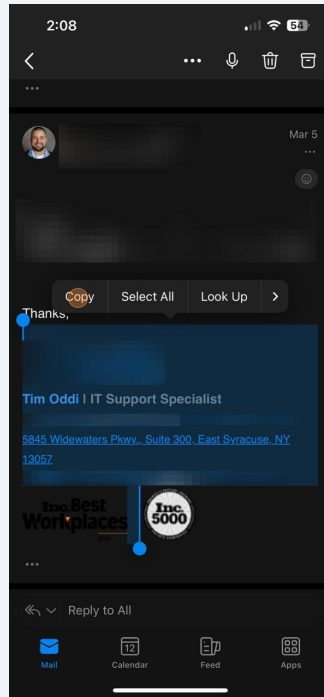 2:08
54
Mar 5
Copy
Select All
Look Up
Thanks,
Tim Oddi | IT Support Specialist
5845 Widewaters Pkwy., Suite 300, East Syracuse, NY
13057
Inc. Best
Workplaces
Inc.
5000
Reply to All
12
Mail
Calendar
Feed
Apps